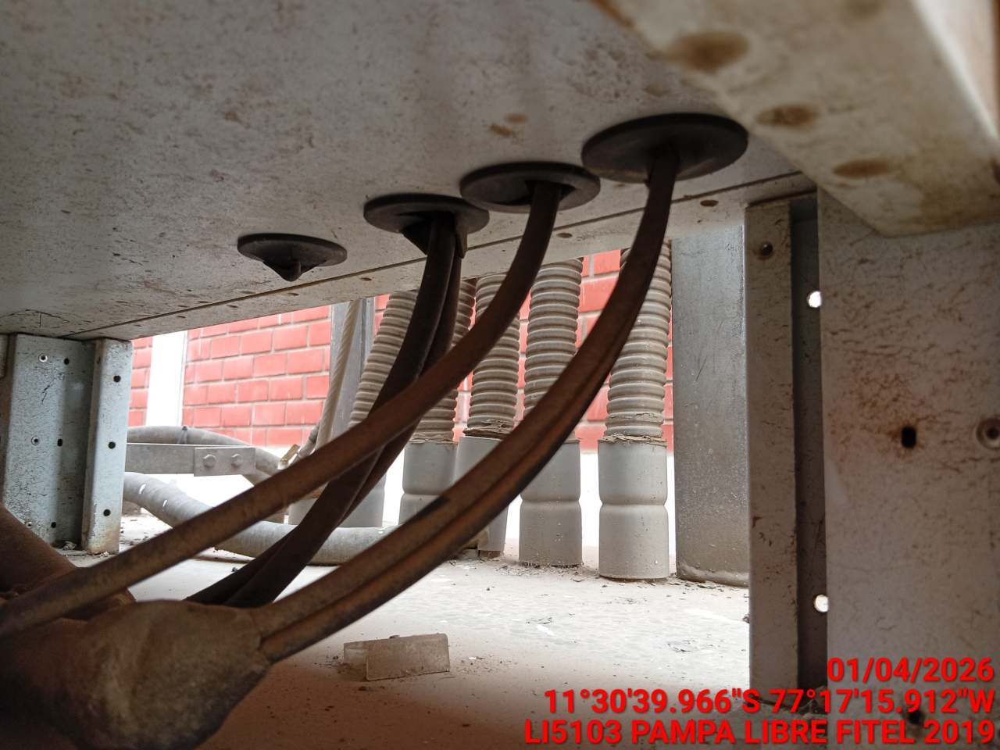 01/04/2026
11°30'39.966"S 77°17'15.912"W
LI5103 PAMPA LIBRE FITEL 2019